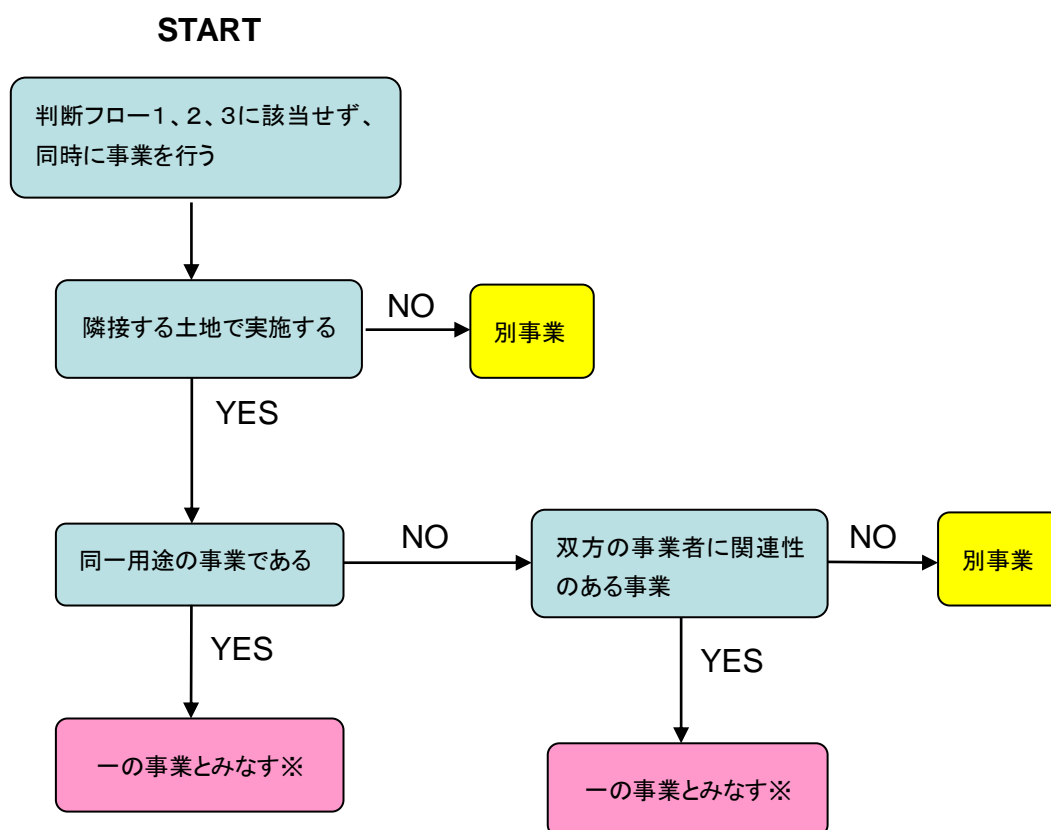 START
判断フロー１、２、３に該当せず、
同時に事業を行う
隣接する土地で実施する
NO
別事業
YES
同一用途の事業である
NO
双方の事業者に関連性
のある事業
NO
別事業
YES
YES
一の事業とみなす※
一の事業とみなす※